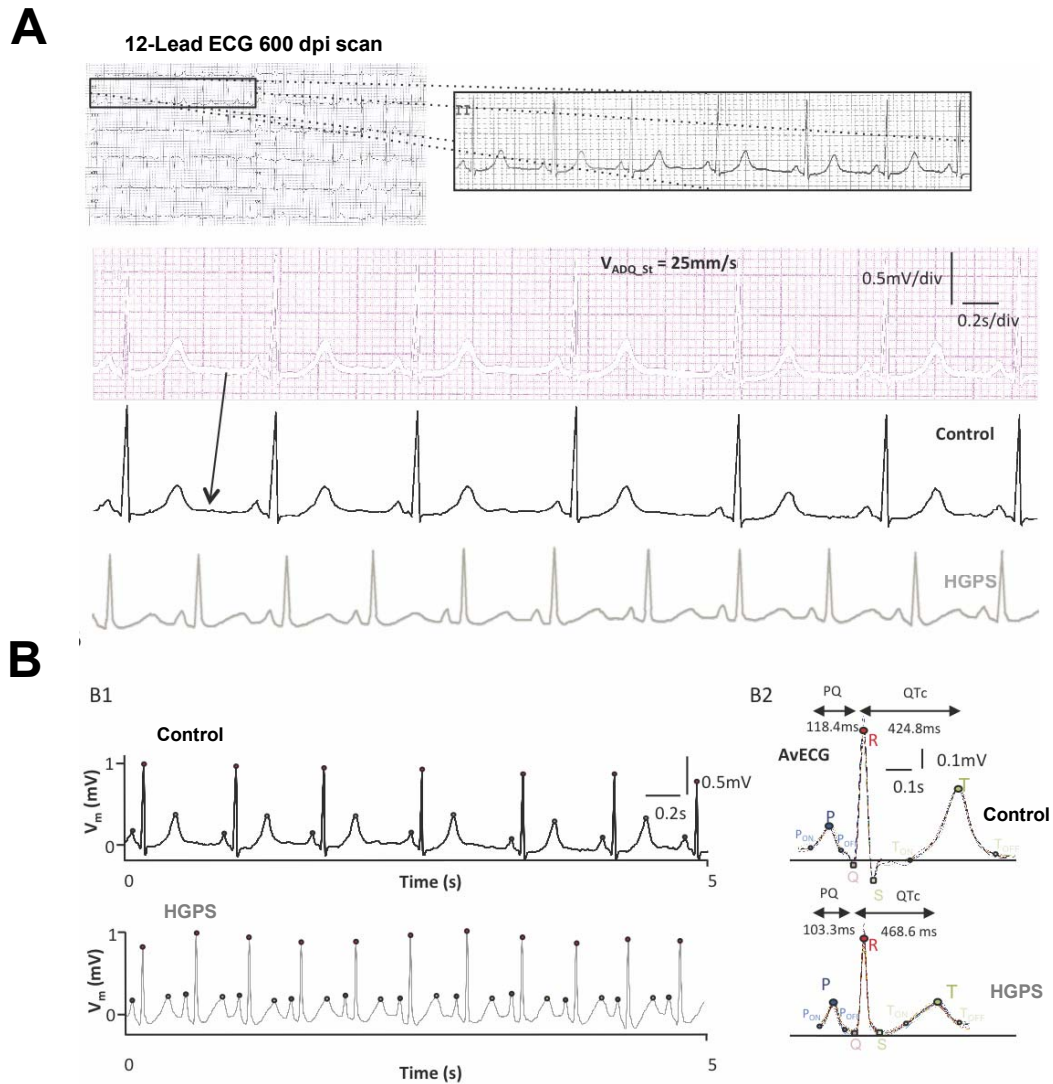 A
12-Lead ECG 600 dpi scan
II
V_ADQ_St = 25mm/s
0.5mV/div
0.2s/div
Control
HGPS
B
B1
Control
1
V_m (mV)
0
0.5mV
0.2s
0
Time (s)
5
HGPS
1
V_m (mV)
0
0
Time (s)
5
B2
PQ
QTc
118.4ms
424.8ms
R
AvECG
0.1mV
0.1s
T
Control
P
P_ON
P_OFF
T_ON
T_OFF
Q
S
PQ
QTc
103.3ms
468.6 ms
R
P
T
HGPS
P_ON
P_OFF
T_ON
T_OFF
Q
S